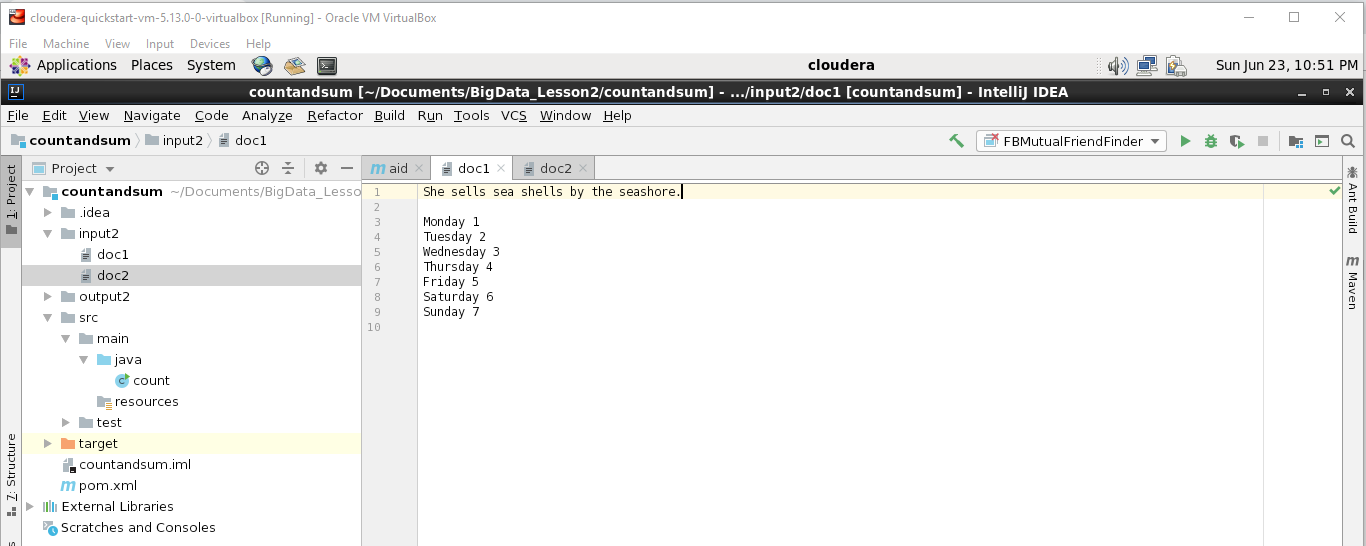 cloudera-quickstart-vm-5.13.0-0-virtualbox [Running] - Oracle VM VirtualBox
File Machine View Input Devices Help
Applications Places System cloudera Sun Jun 23, 10:51 PM
IJ countandsum [~/Documents/BigData_Lesson2/countandsum] - .../input2/doc1 [countandsum] - IntelliJ IDEA
File Edit View Navigate Code Analyze Refactor Build Run Tools VCS Window Help
countandsum input2 doc1 FBMutualFriendFinder
Project m aid doc1 doc2
1: Project
7: Structure
countandsum ~/Documents/BigData_Lesso
.idea
input2
doc1
doc2
output2
src
main
java
c count
resources
test
target
countandsum.iml
m pom.xml
External Libraries
Scratches and Consoles
1 She sells sea shells by the seashore.
2
3 Monday 1
4 Tuesday 2
5 Wednesday 3
6 Thursday 4
7 Friday 5
8 Saturday 6
9 Sunday 7
10
Ant Build
m Maven